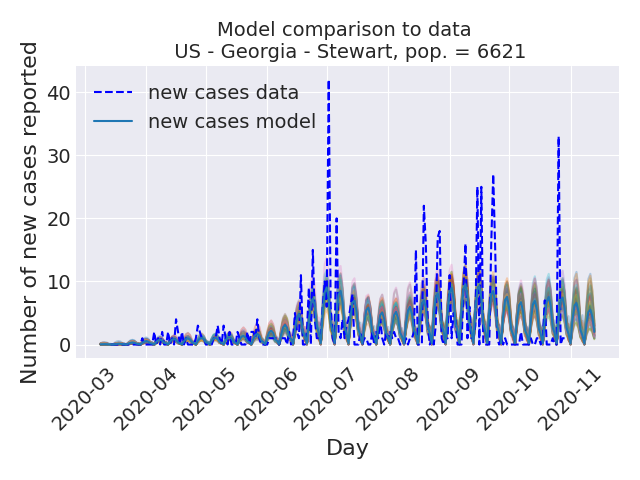 Model comparison to data
US - Georgia - Stewart, pop. = 6621
Number of new cases reported
40
30
20
10
0
new cases data
new cases model
2020-03
2020-04
2020-05
2020-06
2020-07
2020-08
2020-09
2020-10
2020-11
Day